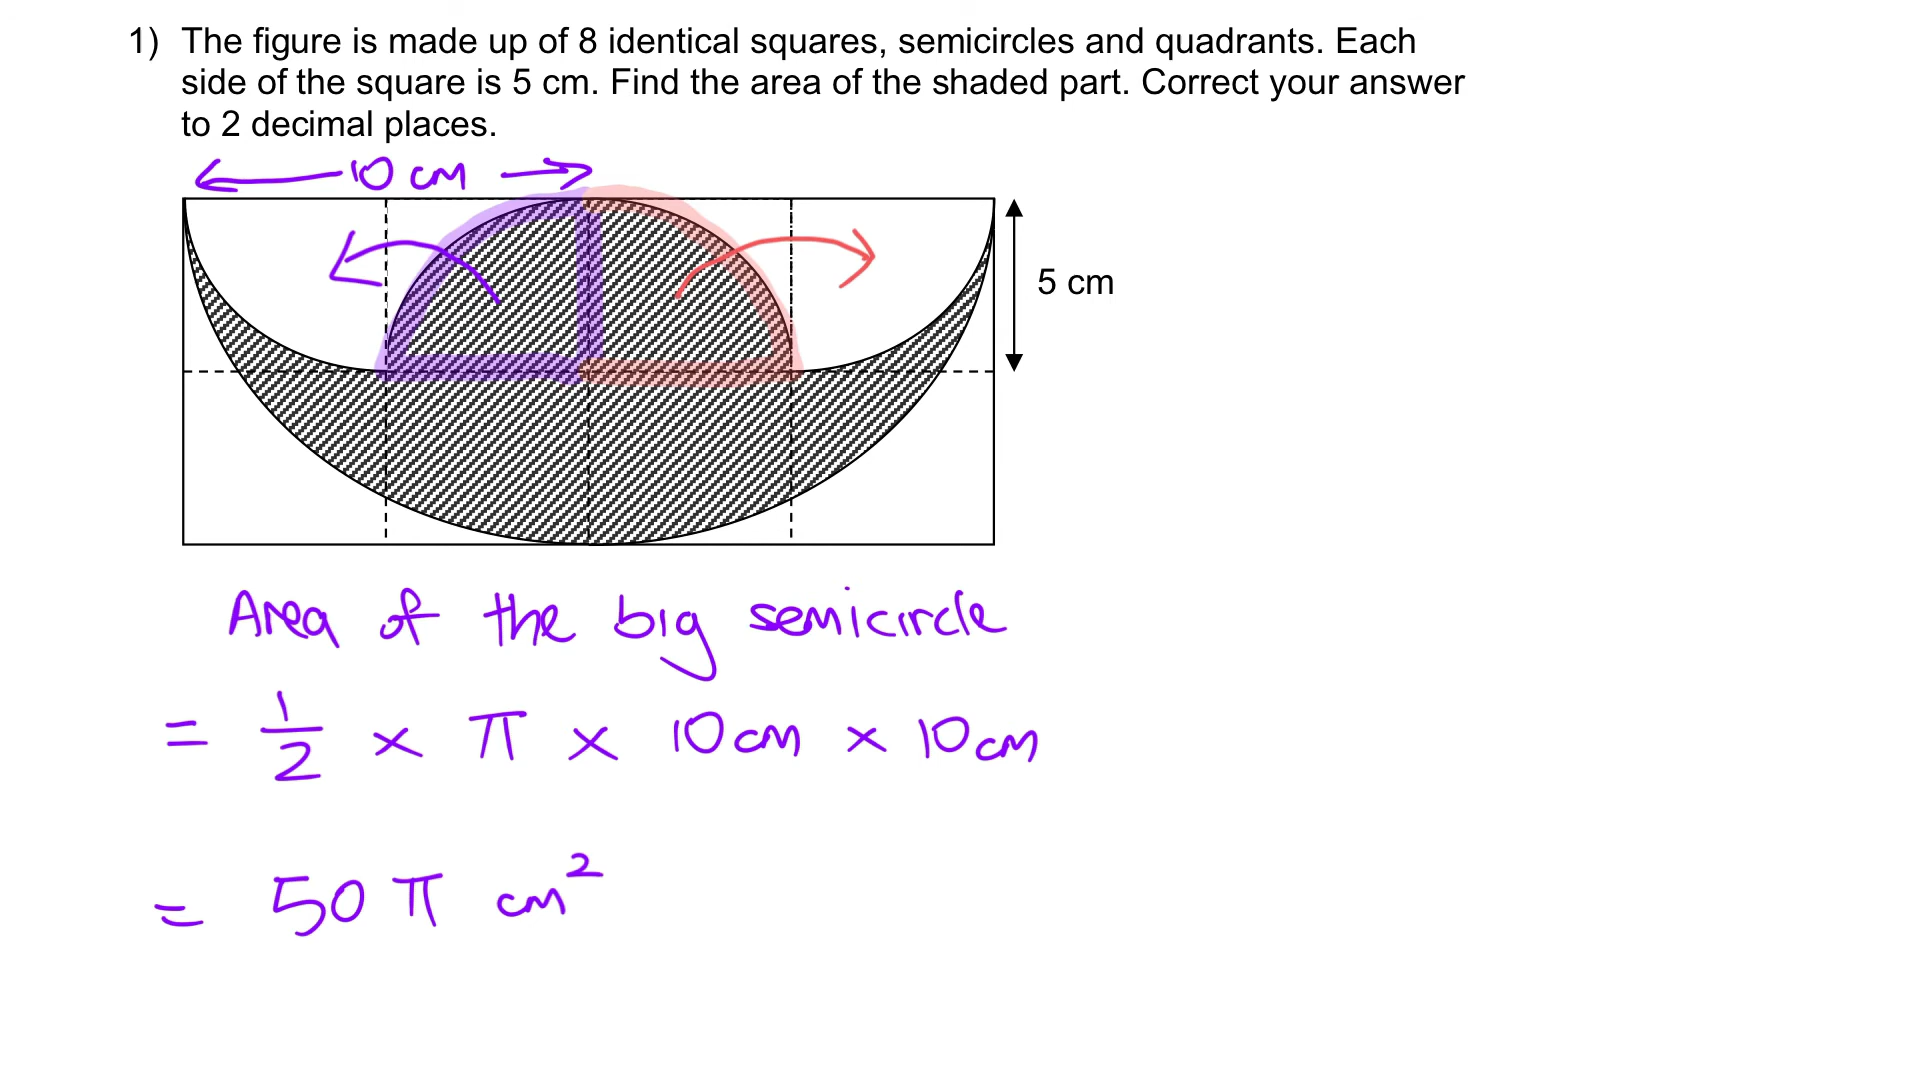 1) The figure is made up of 8 identical squares, semicircles and quadrants. Each
side of the square is 5 cm. Find the area of the shaded part. Correct your answer
to 2 decimal places.
10 cm
5 cm
Area of the big semicircle
= 1/2 × π × 10 cm × 10 cm
= 50 π cm²